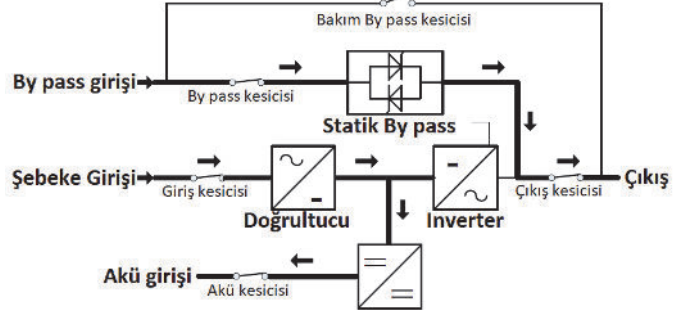 Bakım By pass kesicisi
By pass girişi
By pass kesicisi
Statik By pass
Şebeke Girişi
Giriş kesicisi
Doğrultucu
Inverter
Çıkış kesicisi
Çıkış
Akü girişi
Akü kesicisi